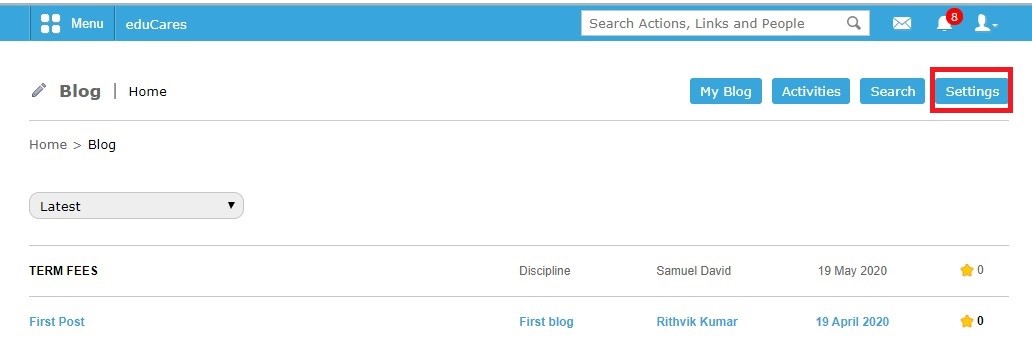 Menu eduCares Search Actions, Links and People 8
Blog | Home My Blog Activities Search Settings
Home > Blog
Latest
TERM FEES Discipline Samuel David 19 May 2020 0
First Post First blog Rithvik Kumar 19 April 2020 0